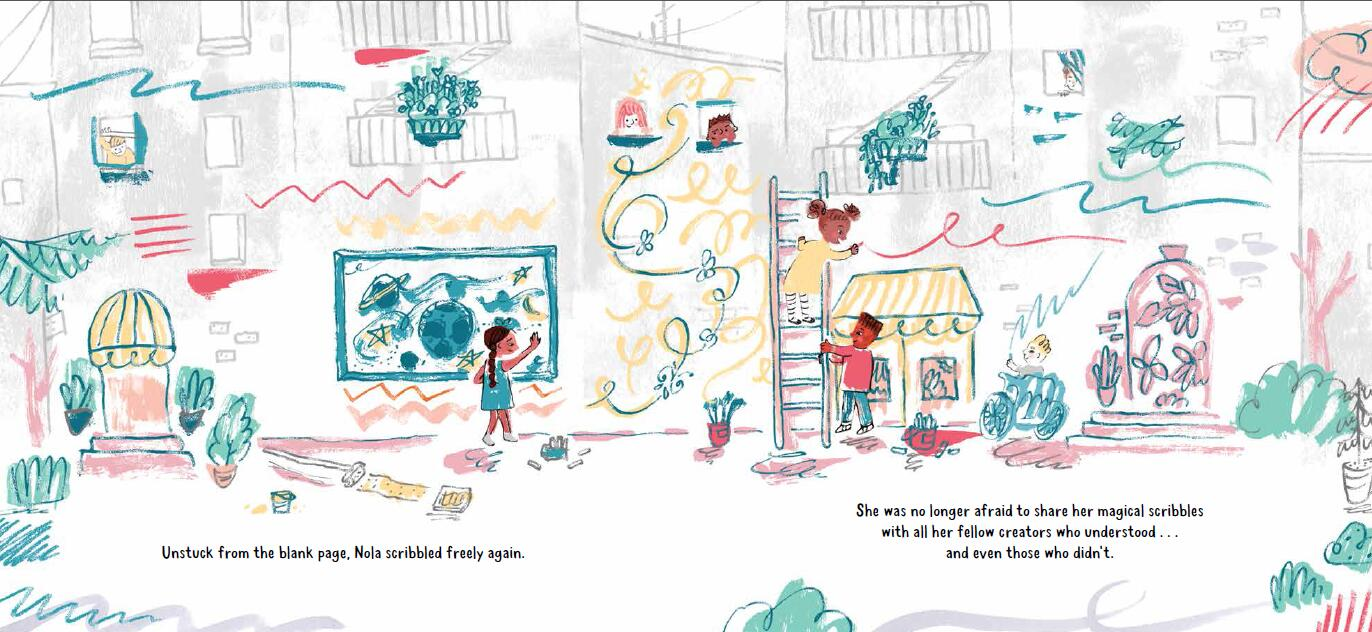 Unstuck from the blank page, Nola scribbled freely again.
She was no longer afraid to share her magical scribbles
with all her fellow creators who understood . . .
and even those who didn't.